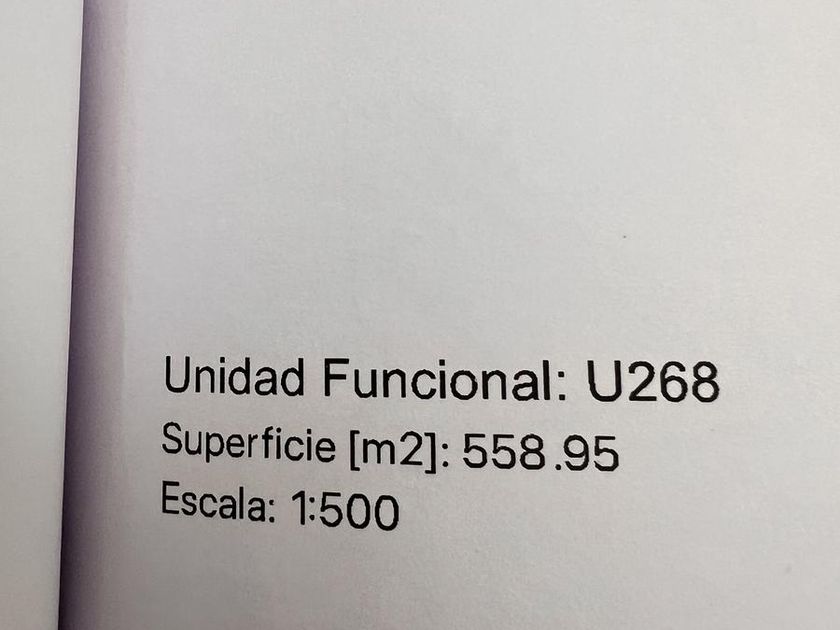 Unidad Funcional: U268
Superficie [m2]: 558.95
Escala: 1:500